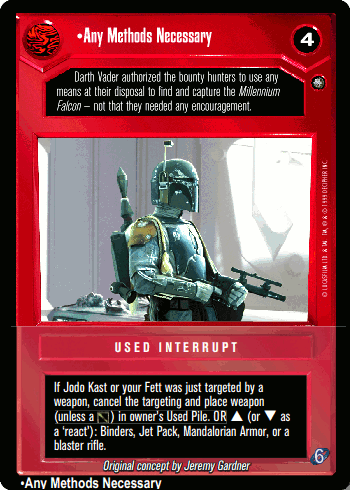 •Any Methods Necessary
4
Darth Vader authorized the bounty hunters to use any
means at their disposal to find and capture the Millennium
Falcon – not that they needed any encouragement.
USED INTERRUPT
If Jodo Kast or your Fett was just targeted by a
weapon, cancel the targeting and place weapon
(unless a ) in owner's Used Pile. OR ▲ (or ▼ as
a 'react'): Binders, Jet Pack, Mandalorian Armor, or a
blaster rifle.
6
Original concept by Jeremy Gardner
•Any Methods Necessary